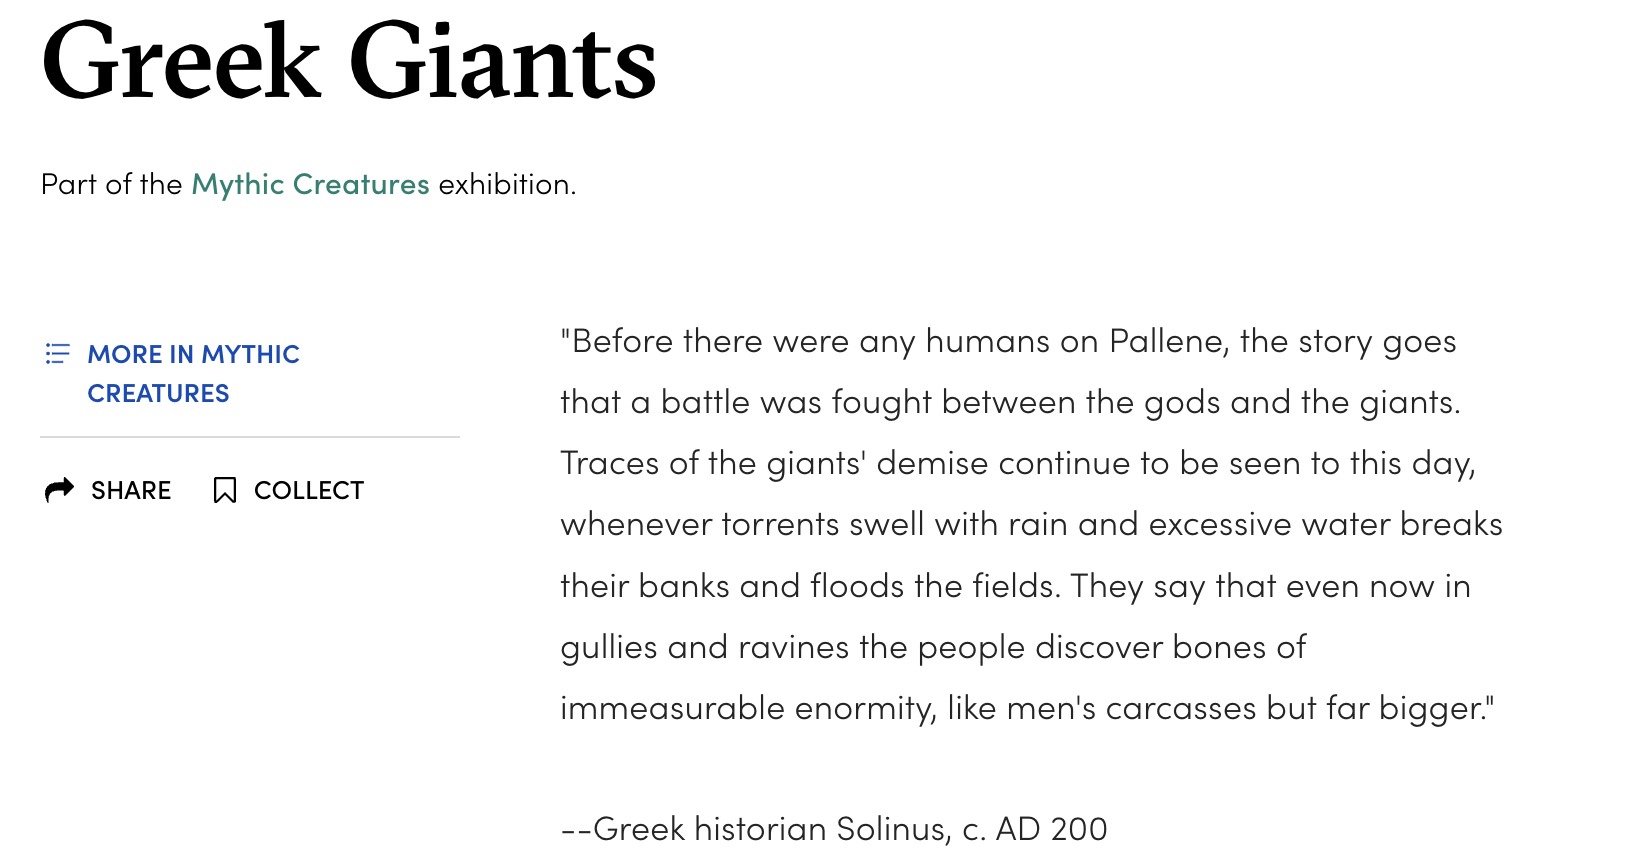 Greek Giants
Part of the Mythic Creatures exhibition.
MORE IN MYTHIC
CREATURES
SHARE COLLECT
"Before there were any humans on Pallene, the story goes
that a battle was fought between the gods and the giants.
Traces of the giants' demise continue to be seen to this day,
whenever torrents swell with rain and excessive water breaks
their banks and floods the fields. They say that even now in
gullies and ravines the people discover bones of
immeasurable enormity, like men's carcasses but far bigger."
--Greek historian Solinus, c. AD 200